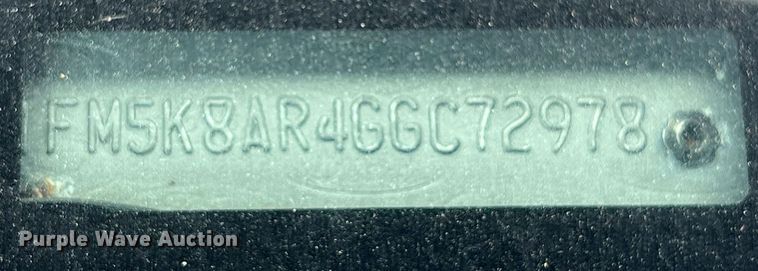 FM5K8AR4GGC72978
Purple Wave Auction